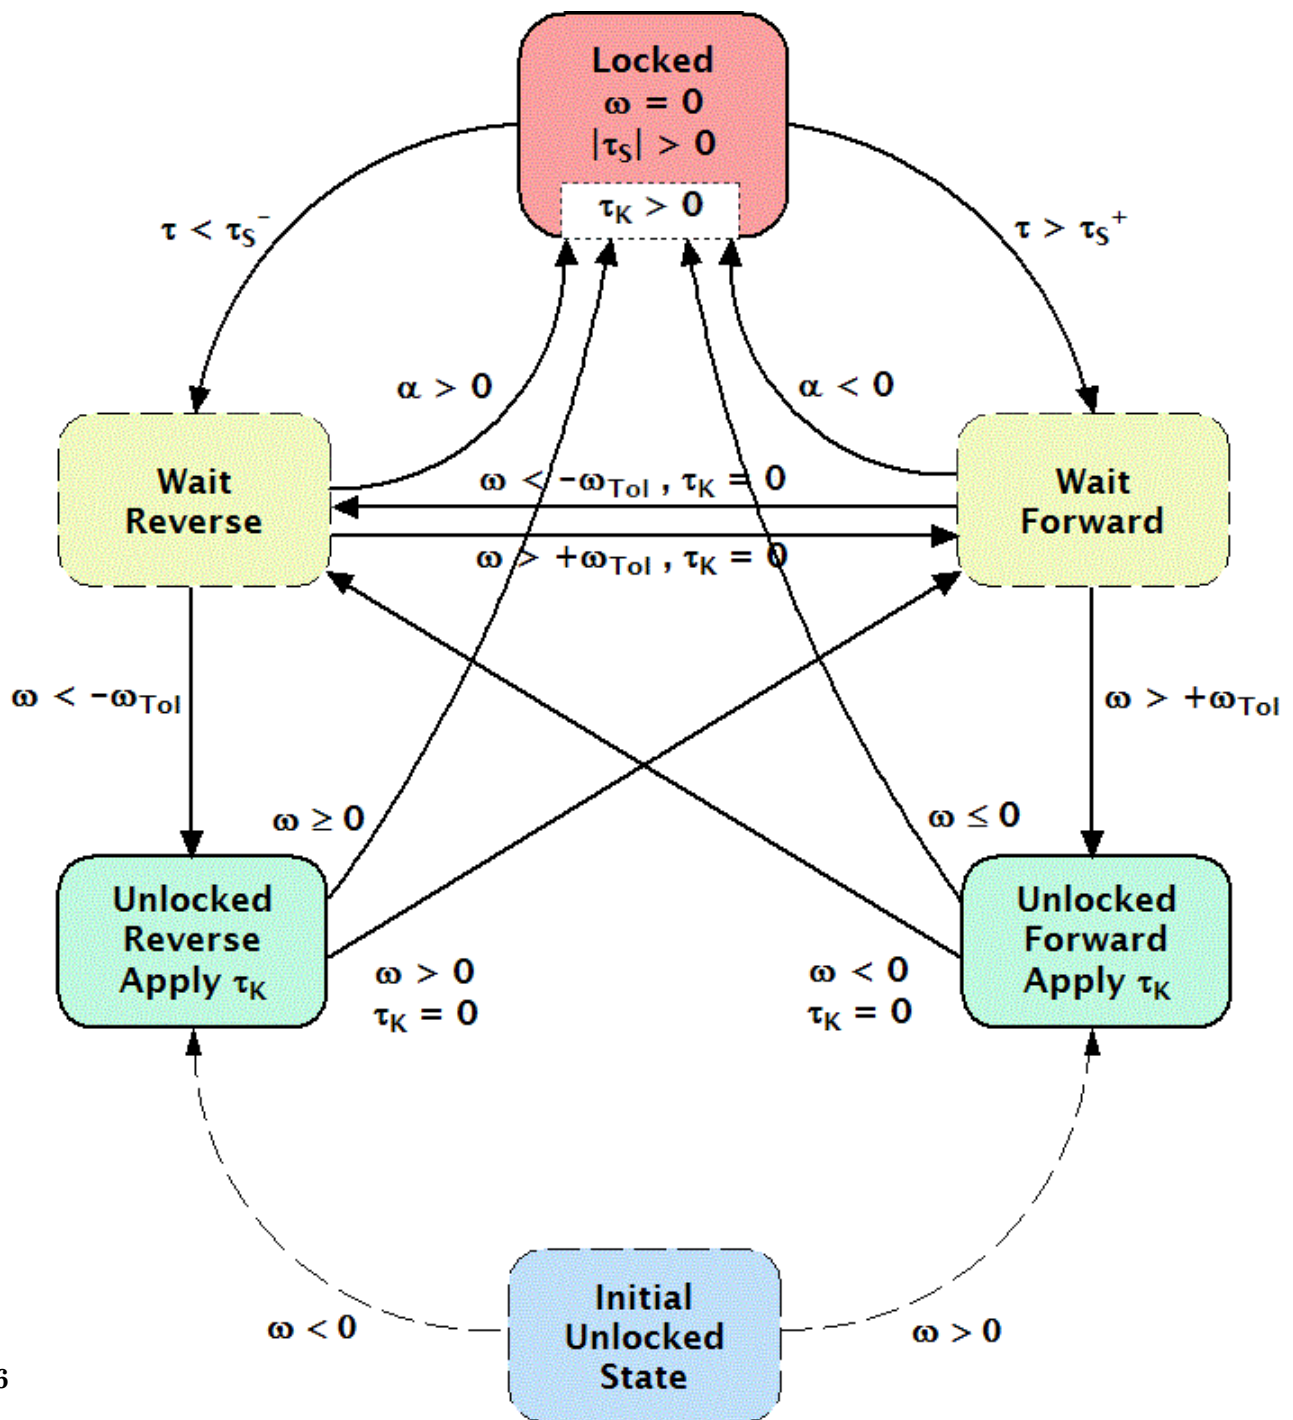 Locked
ω = 0
|τS| > 0
τK > 0
τ < τS⁻
τ > τS⁺
α > 0
α < 0
Wait
Reverse
ω < -ωTol , τK = 0
ω > +ωTol , τK = 0
Wait
Forward
ω < -ωTol
ω > +ωTol
ω ≥ 0
ω ≤ 0
Unlocked
Reverse
Apply τK
Unlocked
Forward
Apply τK
ω > 0
τK = 0
ω < 0
τK = 0
ω < 0
ω > 0
Initial
Unlocked
State
6